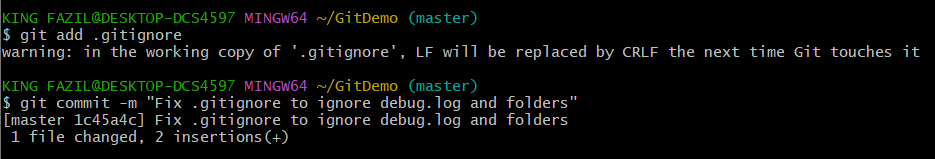 KING FAZIL@DESKTOP-DCS4597 MINGW64 ~/GitDemo (master)
$ git add .gitignore
warning: in the working copy of '.gitignore', LF will be replaced by CRLF the next time Git touches it
KING FAZIL@DESKTOP-DCS4597 MINGW64 ~/GitDemo (master)
$ git commit -m "Fix .gitignore to ignore debug.log and folders"
[master 1c45a4c] Fix .gitignore to ignore debug.log and folders
 1 file changed, 2 insertions(+)